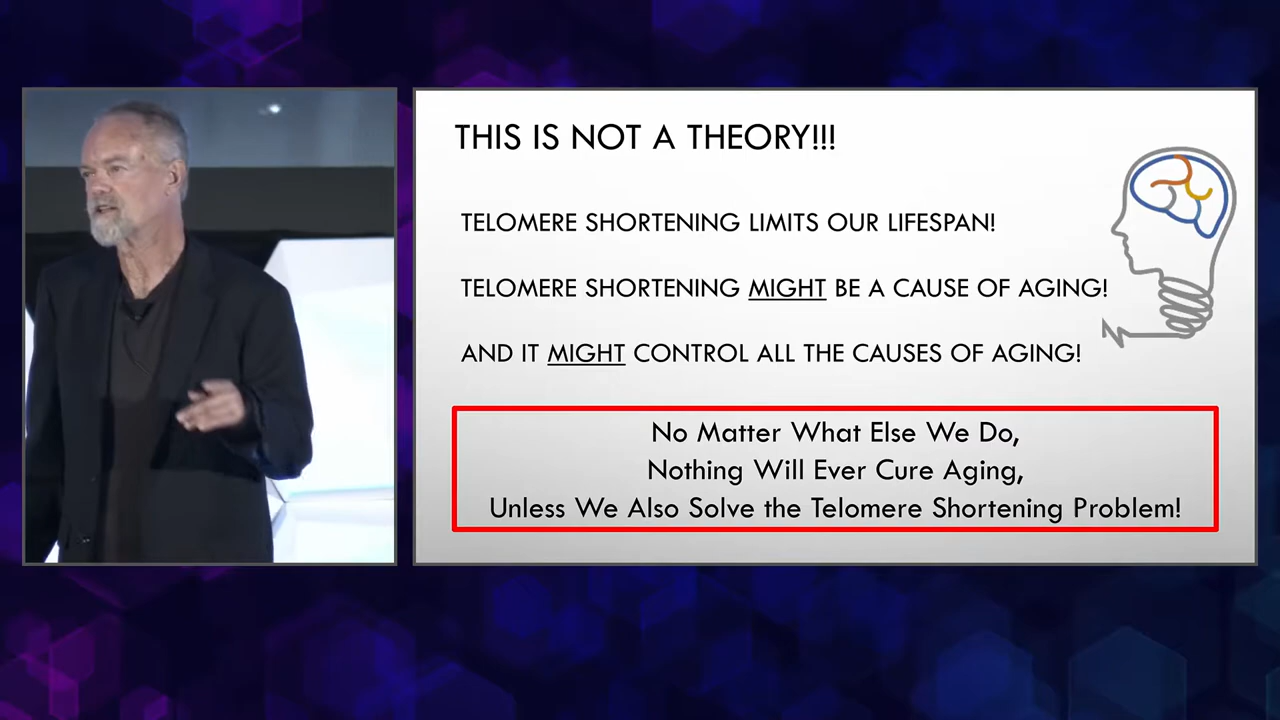 THIS IS NOT A THEORY!!!
TELOMERE SHORTENING LIMITS OUR LIFESPAN!
TELOMERE SHORTENING MIGHT BE A CAUSE OF AGING!
AND IT MIGHT CONTROL ALL THE CAUSES OF AGING!
No Matter What Else We Do,
Nothing Will Ever Cure Aging,
Unless We Also Solve the Telomere Shortening Problem!